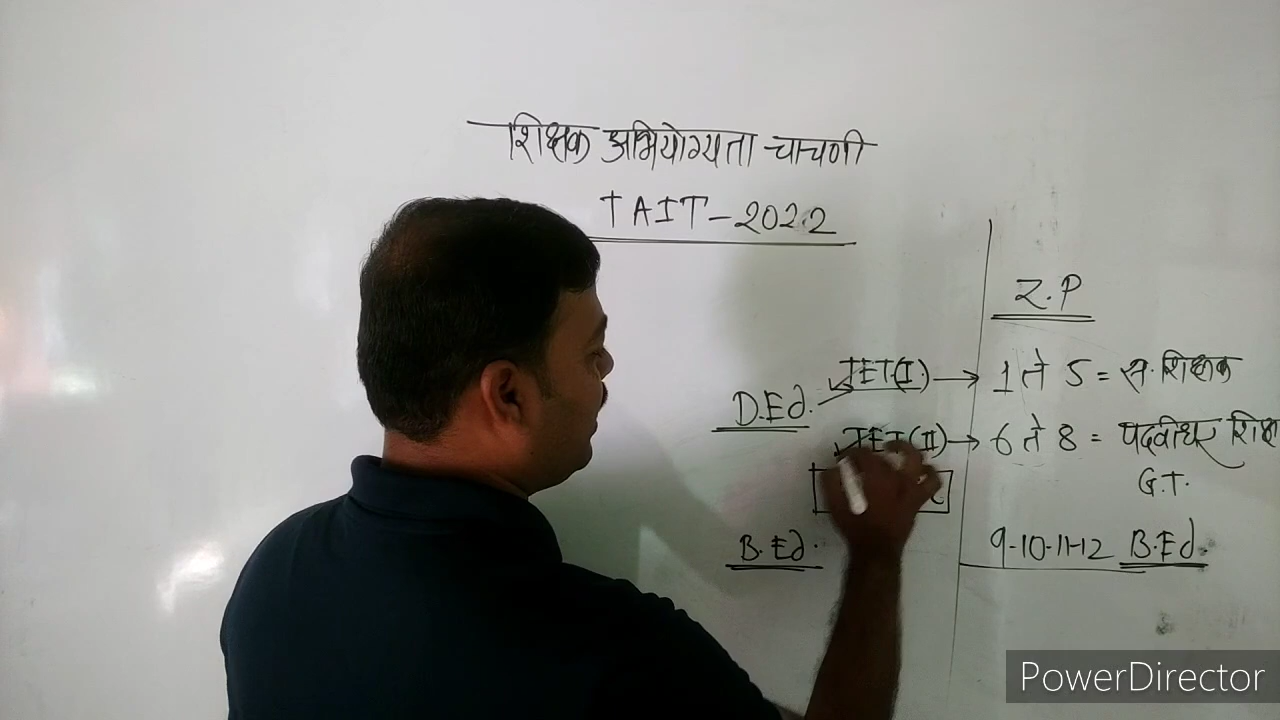 शिक्षक अभियोग्यता चाचणी
TAIT-2022
Z.P
D.Ed. TET(I) → 1 ते 5 = स.शिक्षक
TET(II) → 6 ते 8 = पदवीधर
G.T.
B.Ed. 9-10-11-12 B.Ed.
PowerDirector